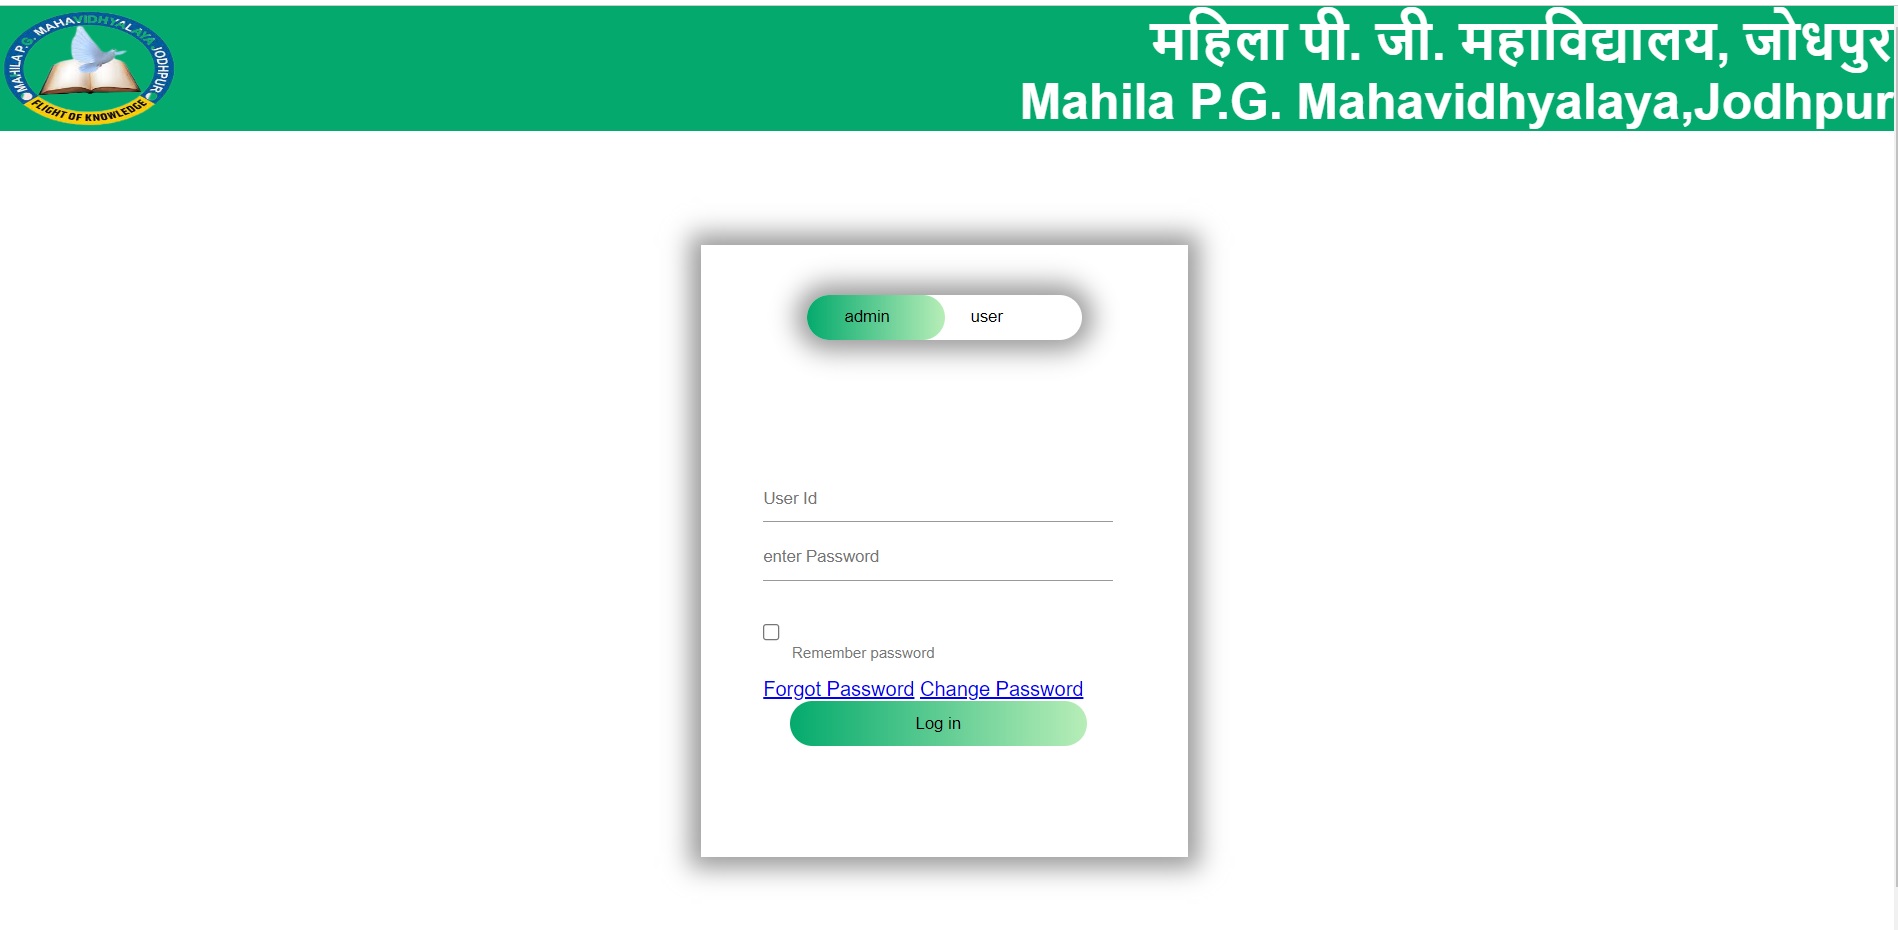 MAHILA P.G. MAHAVIDHYALAYA JODHPUR
FLIGHT OF KNOWLEDGE
महिला पी. जी. महाविद्यालय, जोधपुर
Mahila P.G. Mahavidhyalaya,Jodhpur
admin user
User Id
enter Password
Remember password
Forgot Password Change Password
Log in